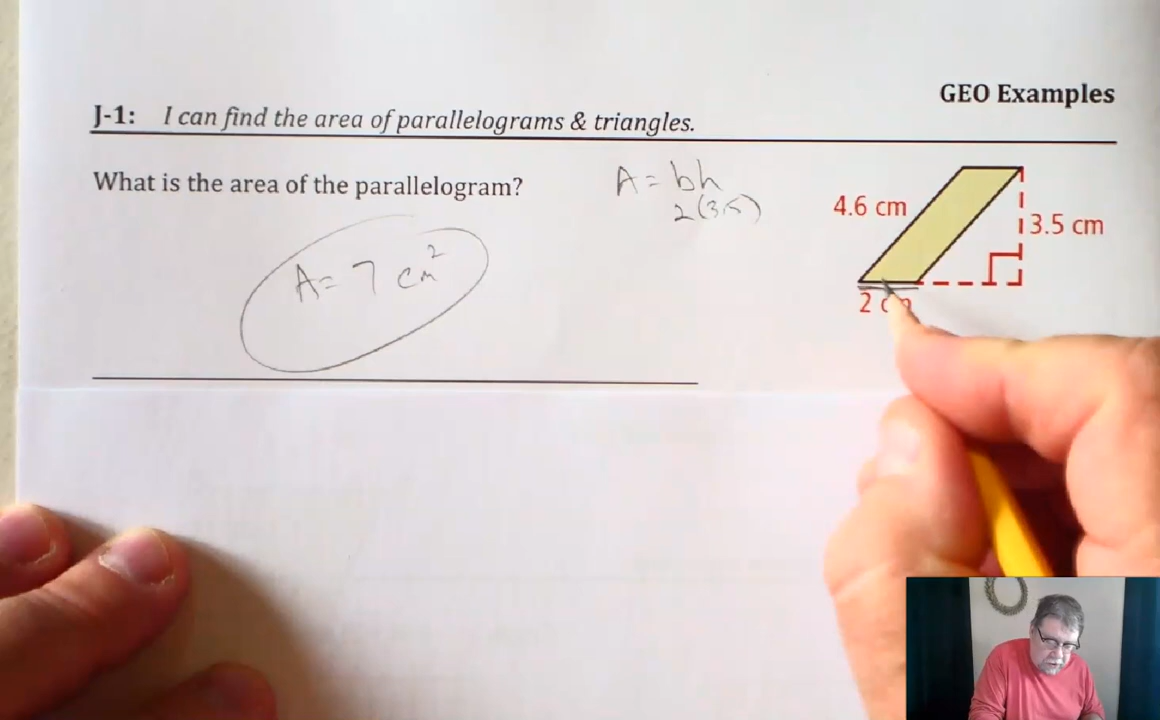 GEO Examples
J-1: I can find the area of parallelograms & triangles.
What is the area of the parallelogram?
A = bh
2(3.5)
4.6 cm
3.5 cm
A = 7 cm²
2